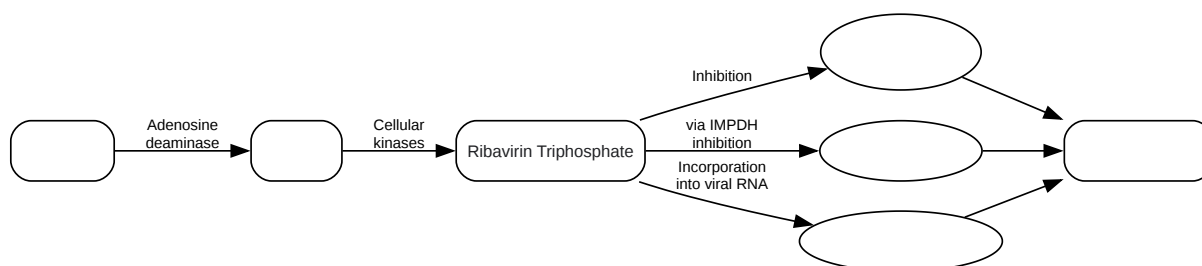 Adenosine
deaminase
Cellular
kinases
Ribavirin Triphosphate
Inhibition
via IMPDH
inhibition
Incorporation
into viral RNA